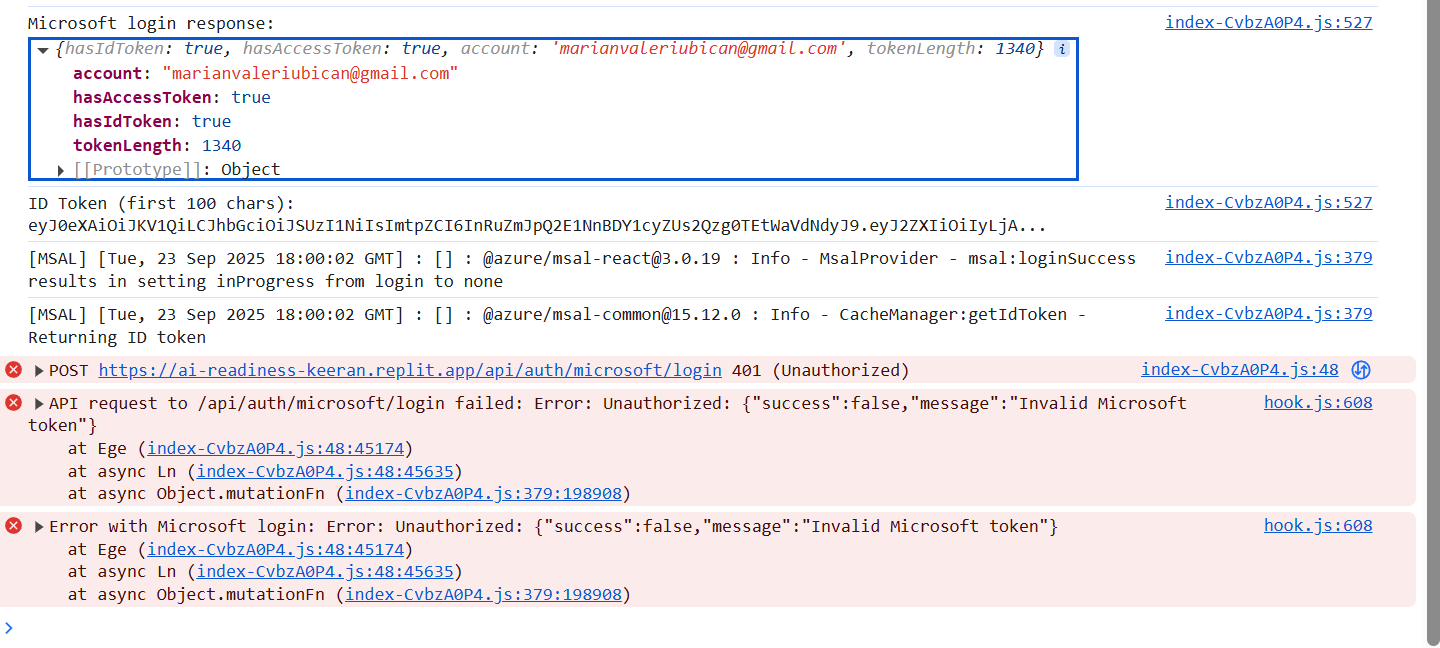 Microsoft login response: index-CvbzA0P4.js:527
{hasIdToken: true, hasAccessToken: true, account: 'marianvaleriubican@gmail.com', tokenLength: 1340} i
account: "marianvaleriubican@gmail.com"
hasAccessToken: true
hasIdToken: true
tokenLength: 1340
[[Prototype]]: Object
ID Token (first 100 chars): index-CvbzA0P4.js:527
eyJ0eXAiOiJKV1QiLCJhbGciOiJSUzI1NiIsImtpZCI6InRuZmJpQ2E1NnBDY1cyZUs2Qzg0TEtWaVdNdyJ9.eyJ2ZXIiOiIyLjA...
[MSAL] [Tue, 23 Sep 2025 18:00:02 GMT] : [] : @azure/msal-react@3.0.19 : Info - MsalProvider - msal:loginSuccess index-CvbzA0P4.js:379
results in setting inProgress from login to none
[MSAL] [Tue, 23 Sep 2025 18:00:02 GMT] : [] : @azure/msal-common@15.12.0 : Info - CacheManager:getIdToken - index-CvbzA0P4.js:379
Returning ID token
POST https://ai-readiness-keeran.replit.app/api/auth/microsoft/login 401 (Unauthorized) index-CvbzA0P4.js:48
API request to /api/auth/microsoft/login failed: Error: Unauthorized: {"success":false,"message":"Invalid Microsoft hook.js:608
token"}
at Ege (index-CvbzA0P4.js:48:45174)
at async Ln (index-CvbzA0P4.js:48:45635)
at async Object.mutationFn (index-CvbzA0P4.js:379:198908)
Error with Microsoft login: Error: Unauthorized: {"success":false,"message":"Invalid Microsoft token"} hook.js:608
at Ege (index-CvbzA0P4.js:48:45174)
at async Ln (index-CvbzA0P4.js:48:45635)
at async Object.mutationFn (index-CvbzA0P4.js:379:198908)